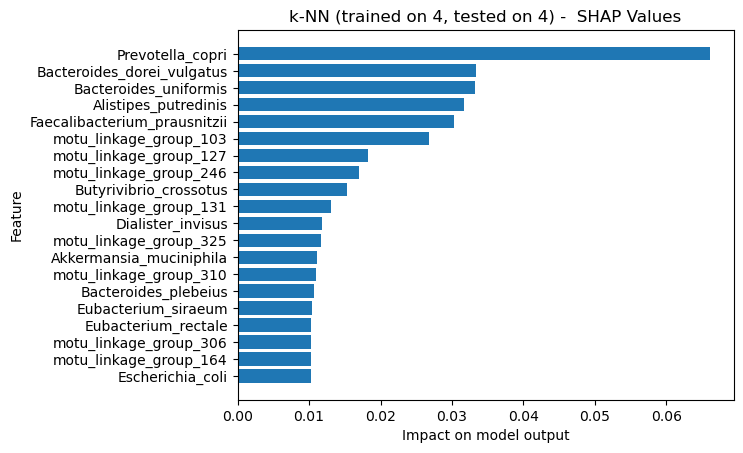 k-NN (trained on 4, tested on 4) -  SHAP Values
Prevotella_copri
Bacteroides_dorei_vulgatus
Bacteroides_uniformis
Alistipes_putredinis
Faecalibacterium_prausnitzii
motu_linkage_group_103
motu_linkage_group_127
motu_linkage_group_246
Butyrivibrio_crossotus
motu_linkage_group_131
Dialister_invisus
motu_linkage_group_325
Akkermansia_muciniphila
motu_linkage_group_310
Bacteroides_plebeius
Eubacterium_siraeum
Eubacterium_rectale
motu_linkage_group_306
motu_linkage_group_164
Escherichia_coli
Feature
0.00 0.01 0.02 0.03 0.04 0.05 0.06
Impact on model output